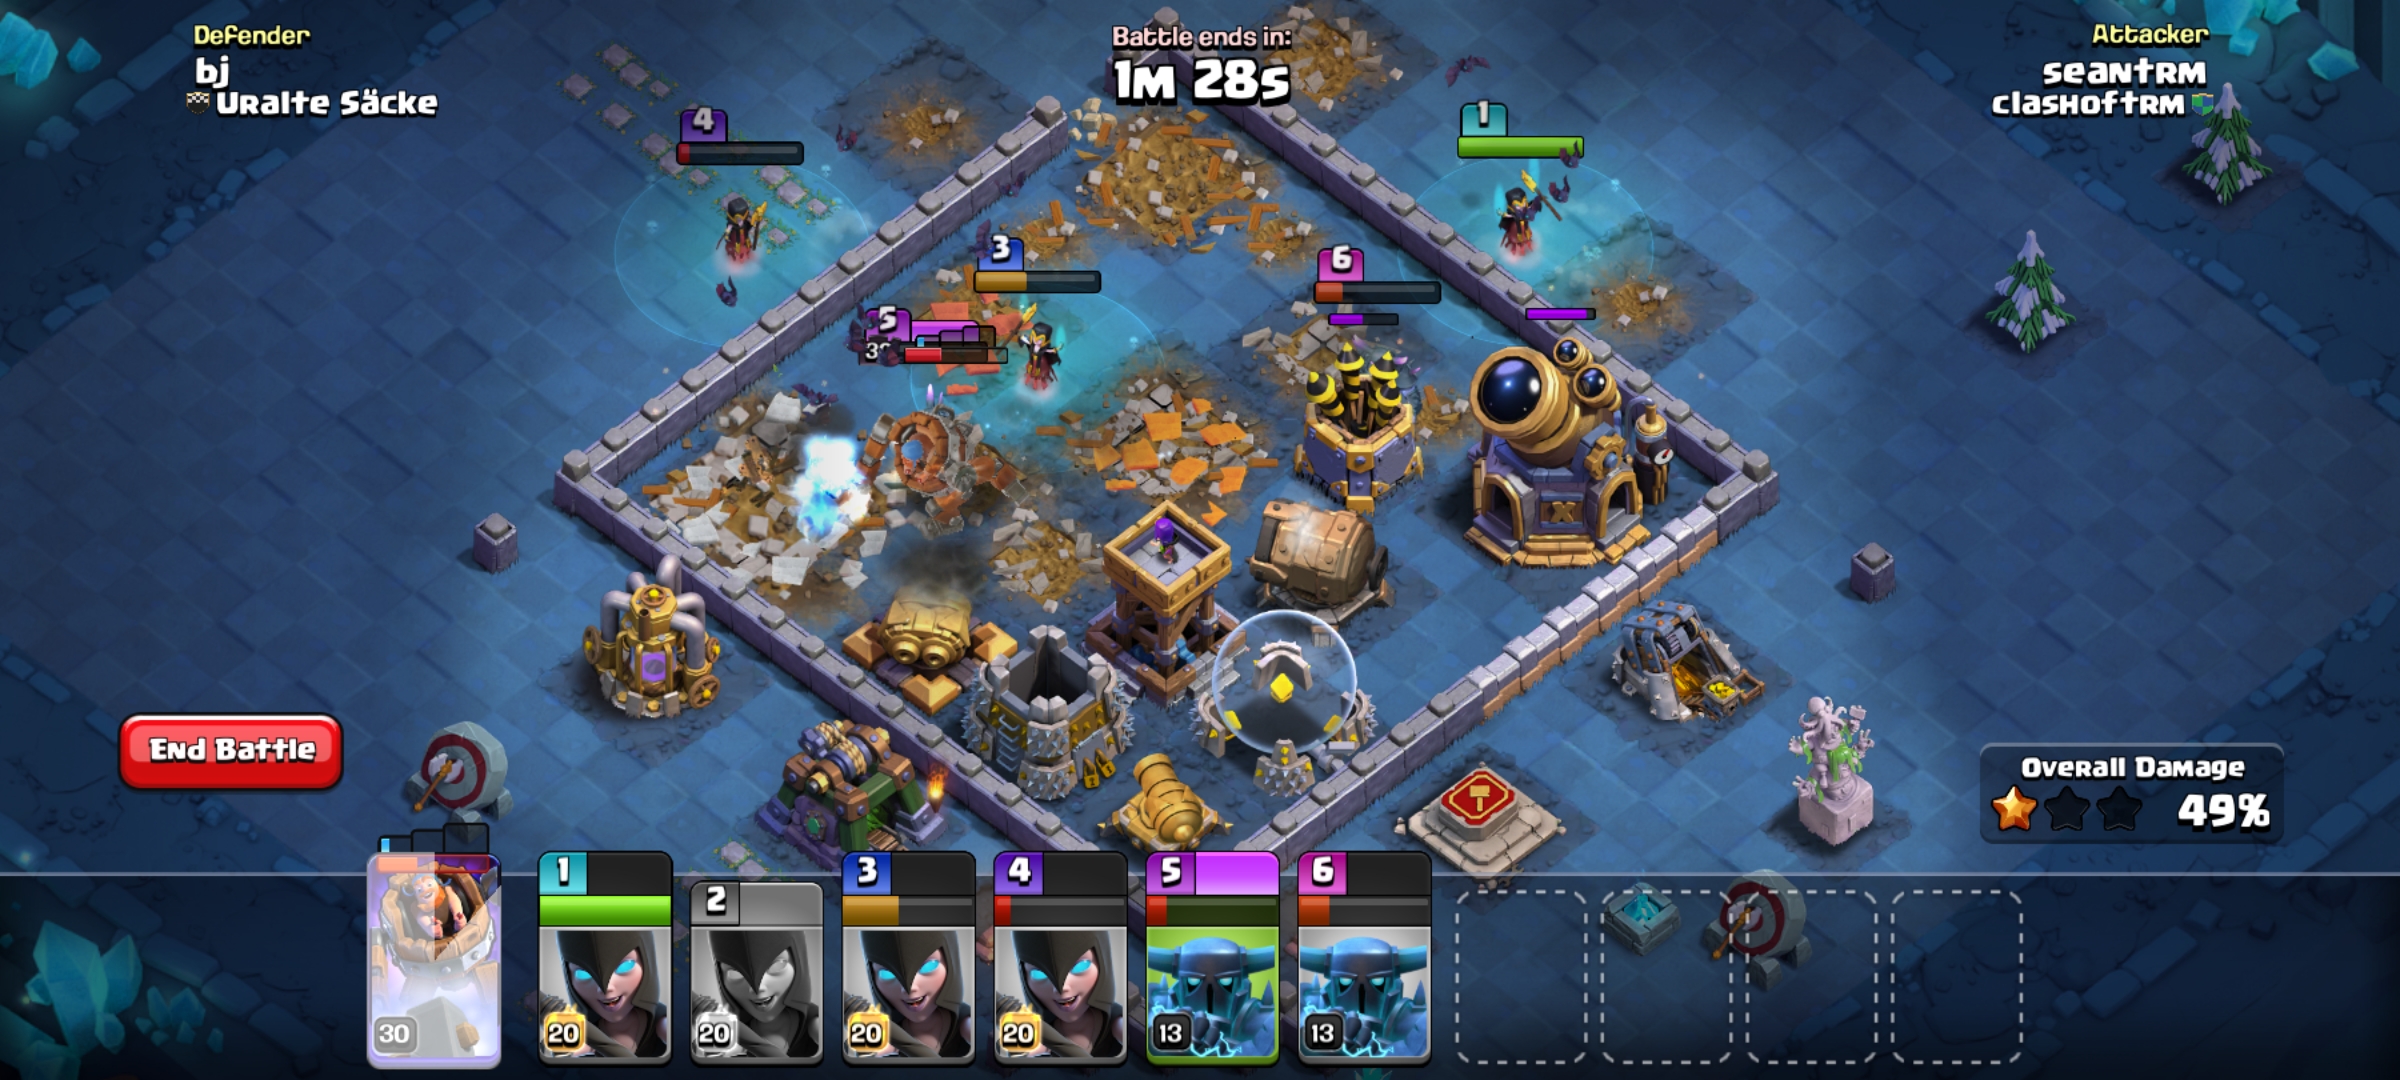 Defender
bj
Uralte Säcke
Battle ends in:
1M 28s
Attacker
seantrm
clashoftrm
4
1
3
6
5
End Battle
Overall Damage
49%
1
2
3
4
5
6
30
20
20
20
20
13
13